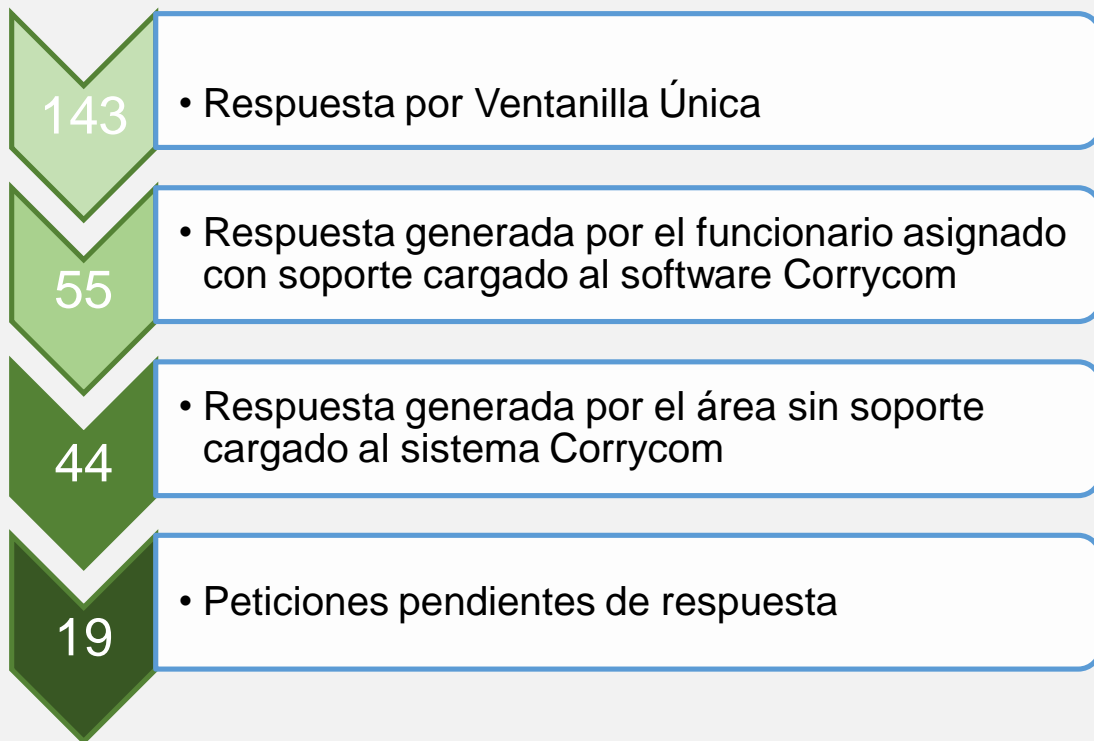 143
• Respuesta por Ventanilla Única
55
• Respuesta generada por el funcionario asignado
con soporte cargado al software Corrycom
44
• Respuesta generada por el área sin soporte
cargado al sistema Corrycom
19
• Peticiones pendientes de respuesta